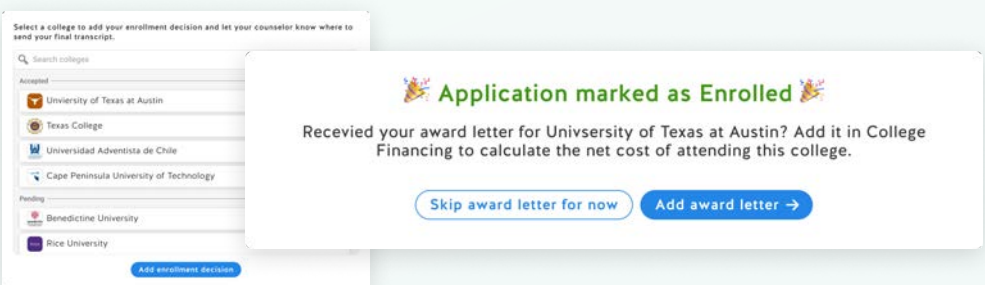 Select a college to add your enrollment decision and let your counselor know where to
send your final transcript.
Search colleges
Accepted
Unviersity of Texas at Austin
Texas College
Universidad Adventista de Chile
Cape Peninsula University of Technology
Pending
Benedictine University
Rice University
Add enrollment decision
🎉 Application marked as Enrolled 🎉
Recevied your award letter for Univsersity of Texas at Austin? Add it in College
Financing to calculate the net cost of attending this college.
Skip award letter for now
Add award letter →